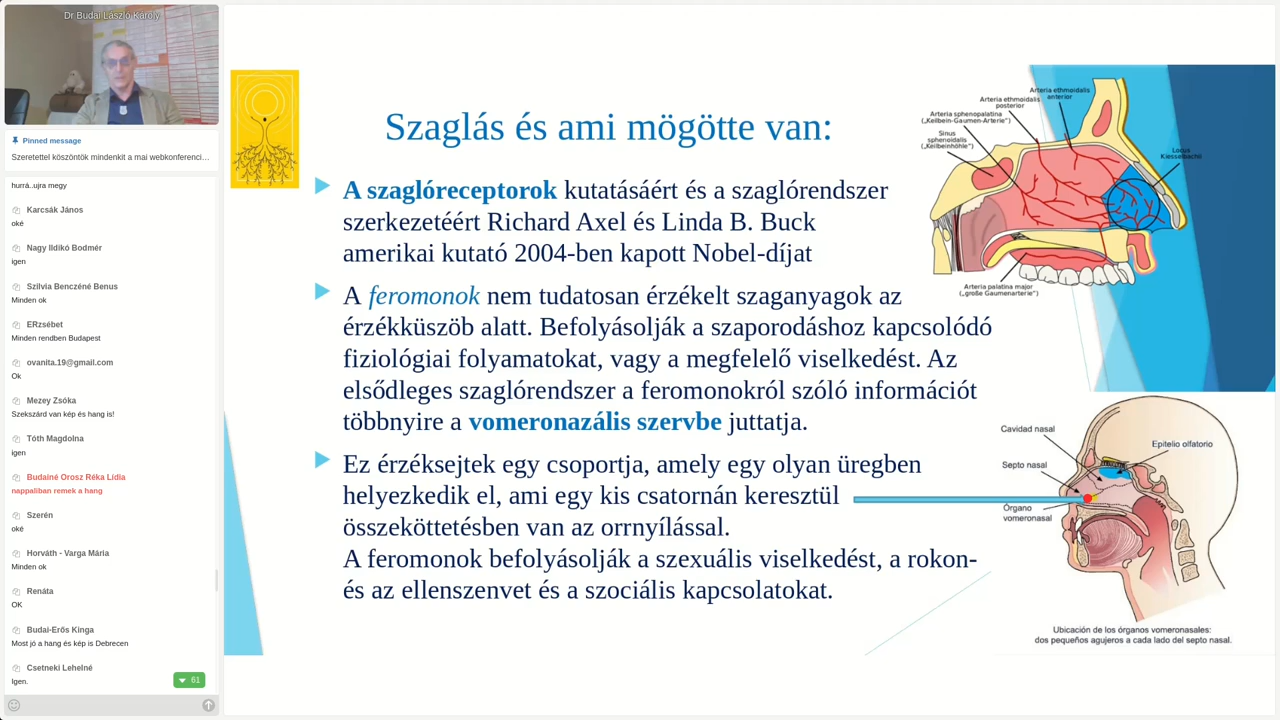 Dr Budai László Károly
Pinned message
Szeretettel köszöntök mindenkit a mai webkonferenci...
hurrá..ujra megy
Karcsák János
oké
Nagy Ildikó Bodmér
igen
Szilvia Benczéné Benus
Minden ok
ERzsébet
Minden rendben Budapest
ovanita.19@gmail.com
Ok
Mezey Zsóka
Szekszárd van kép és hang is!
Tóth Magdolna
igen
Budainé Orosz Réka Lídia
nappaliban remek a hang
Szerén
oké
Horváth - Varga Mária
Minden ok
Renáta
OK
Budai-Erős Kinga
Most jó a hang és kép is Debrecen
Csetneki Lehelné
Igen.
61
Szaglás és ami mögötte van:
A szaglóreceptorok kutatásáért és a szaglórendszer
szerkezetéért Richard Axel és Linda B. Buck
amerikai kutató 2004-ben kapott Nobel-díjat
A feromonok nem tudatosan érzékelt szaganyagok az
érzékküszöb alatt. Befolyásolják a szaporodáshoz kapcsolódó
fiziológiai folyamatokat, vagy a megfelelő viselkedést. Az
elsődleges szaglórendszer a feromonokról szóló információt
többnyire a vomeronazális szervbe juttatja.
Ez érzéksejtek egy csoportja, amely egy olyan üregben
helyezkedik el, ami egy kis csatornán keresztül
összeköttetésben van az orrnyílással.
A feromonok befolyásolják a szexuális viselkedést, a rokon-
és az ellenszenvet és a szociális kapcsolatokat.
Arteria ethmoidalis
anterior
Arteria ethmoidalis
posterior
Arteria sphenopalatina
(„Keilbein-Gaumen-Arterie“)
Sinus
sphenoidalis
(„Keilbeinhöhle“)
Locus
Kiesselbachii
Arteria palatina major
(„große Gaumenarterie“)
Cavidad nasal
Epítelio olfatorio
Septo nasal
Órgano
vomeronasal
Ubicación de los órganos vomeronasales:
dos pequeños agujeros a cada lado del septo nasal.